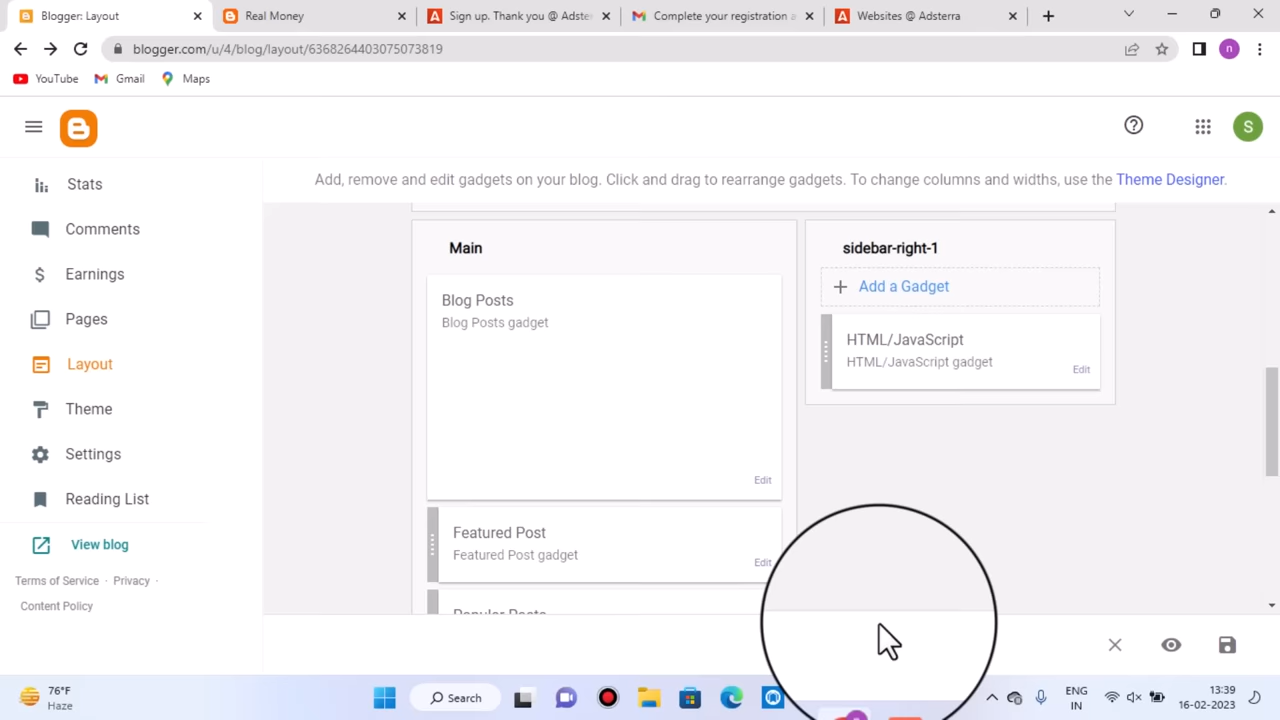 Blogger: Layout
Real Money
Sign up. Thank you @ Adster
Complete your registration a
Websites @ Adsterra
blogger.com/u/4/blog/layout/6368264403075073819
n
YouTube
Gmail
Maps
S
Stats
Comments
Earnings
Pages
Layout
Theme
Settings
Reading List
View blog
Terms of Service · Privacy ·
Content Policy
Add, remove and edit gadgets on your blog. Click and drag to rearrange gadgets. To change columns and widths, use the Theme Designer.
Main
Blog Posts
Blog Posts gadget
Edit
Featured Post
Featured Post gadget
Edit
Popular Posts
sidebar-right-1
+ Add a Gadget
HTML/JavaScript
HTML/JavaScript gadget
Edit
76°F
Haze
Search
ENG
IN
13:39
16-02-2023